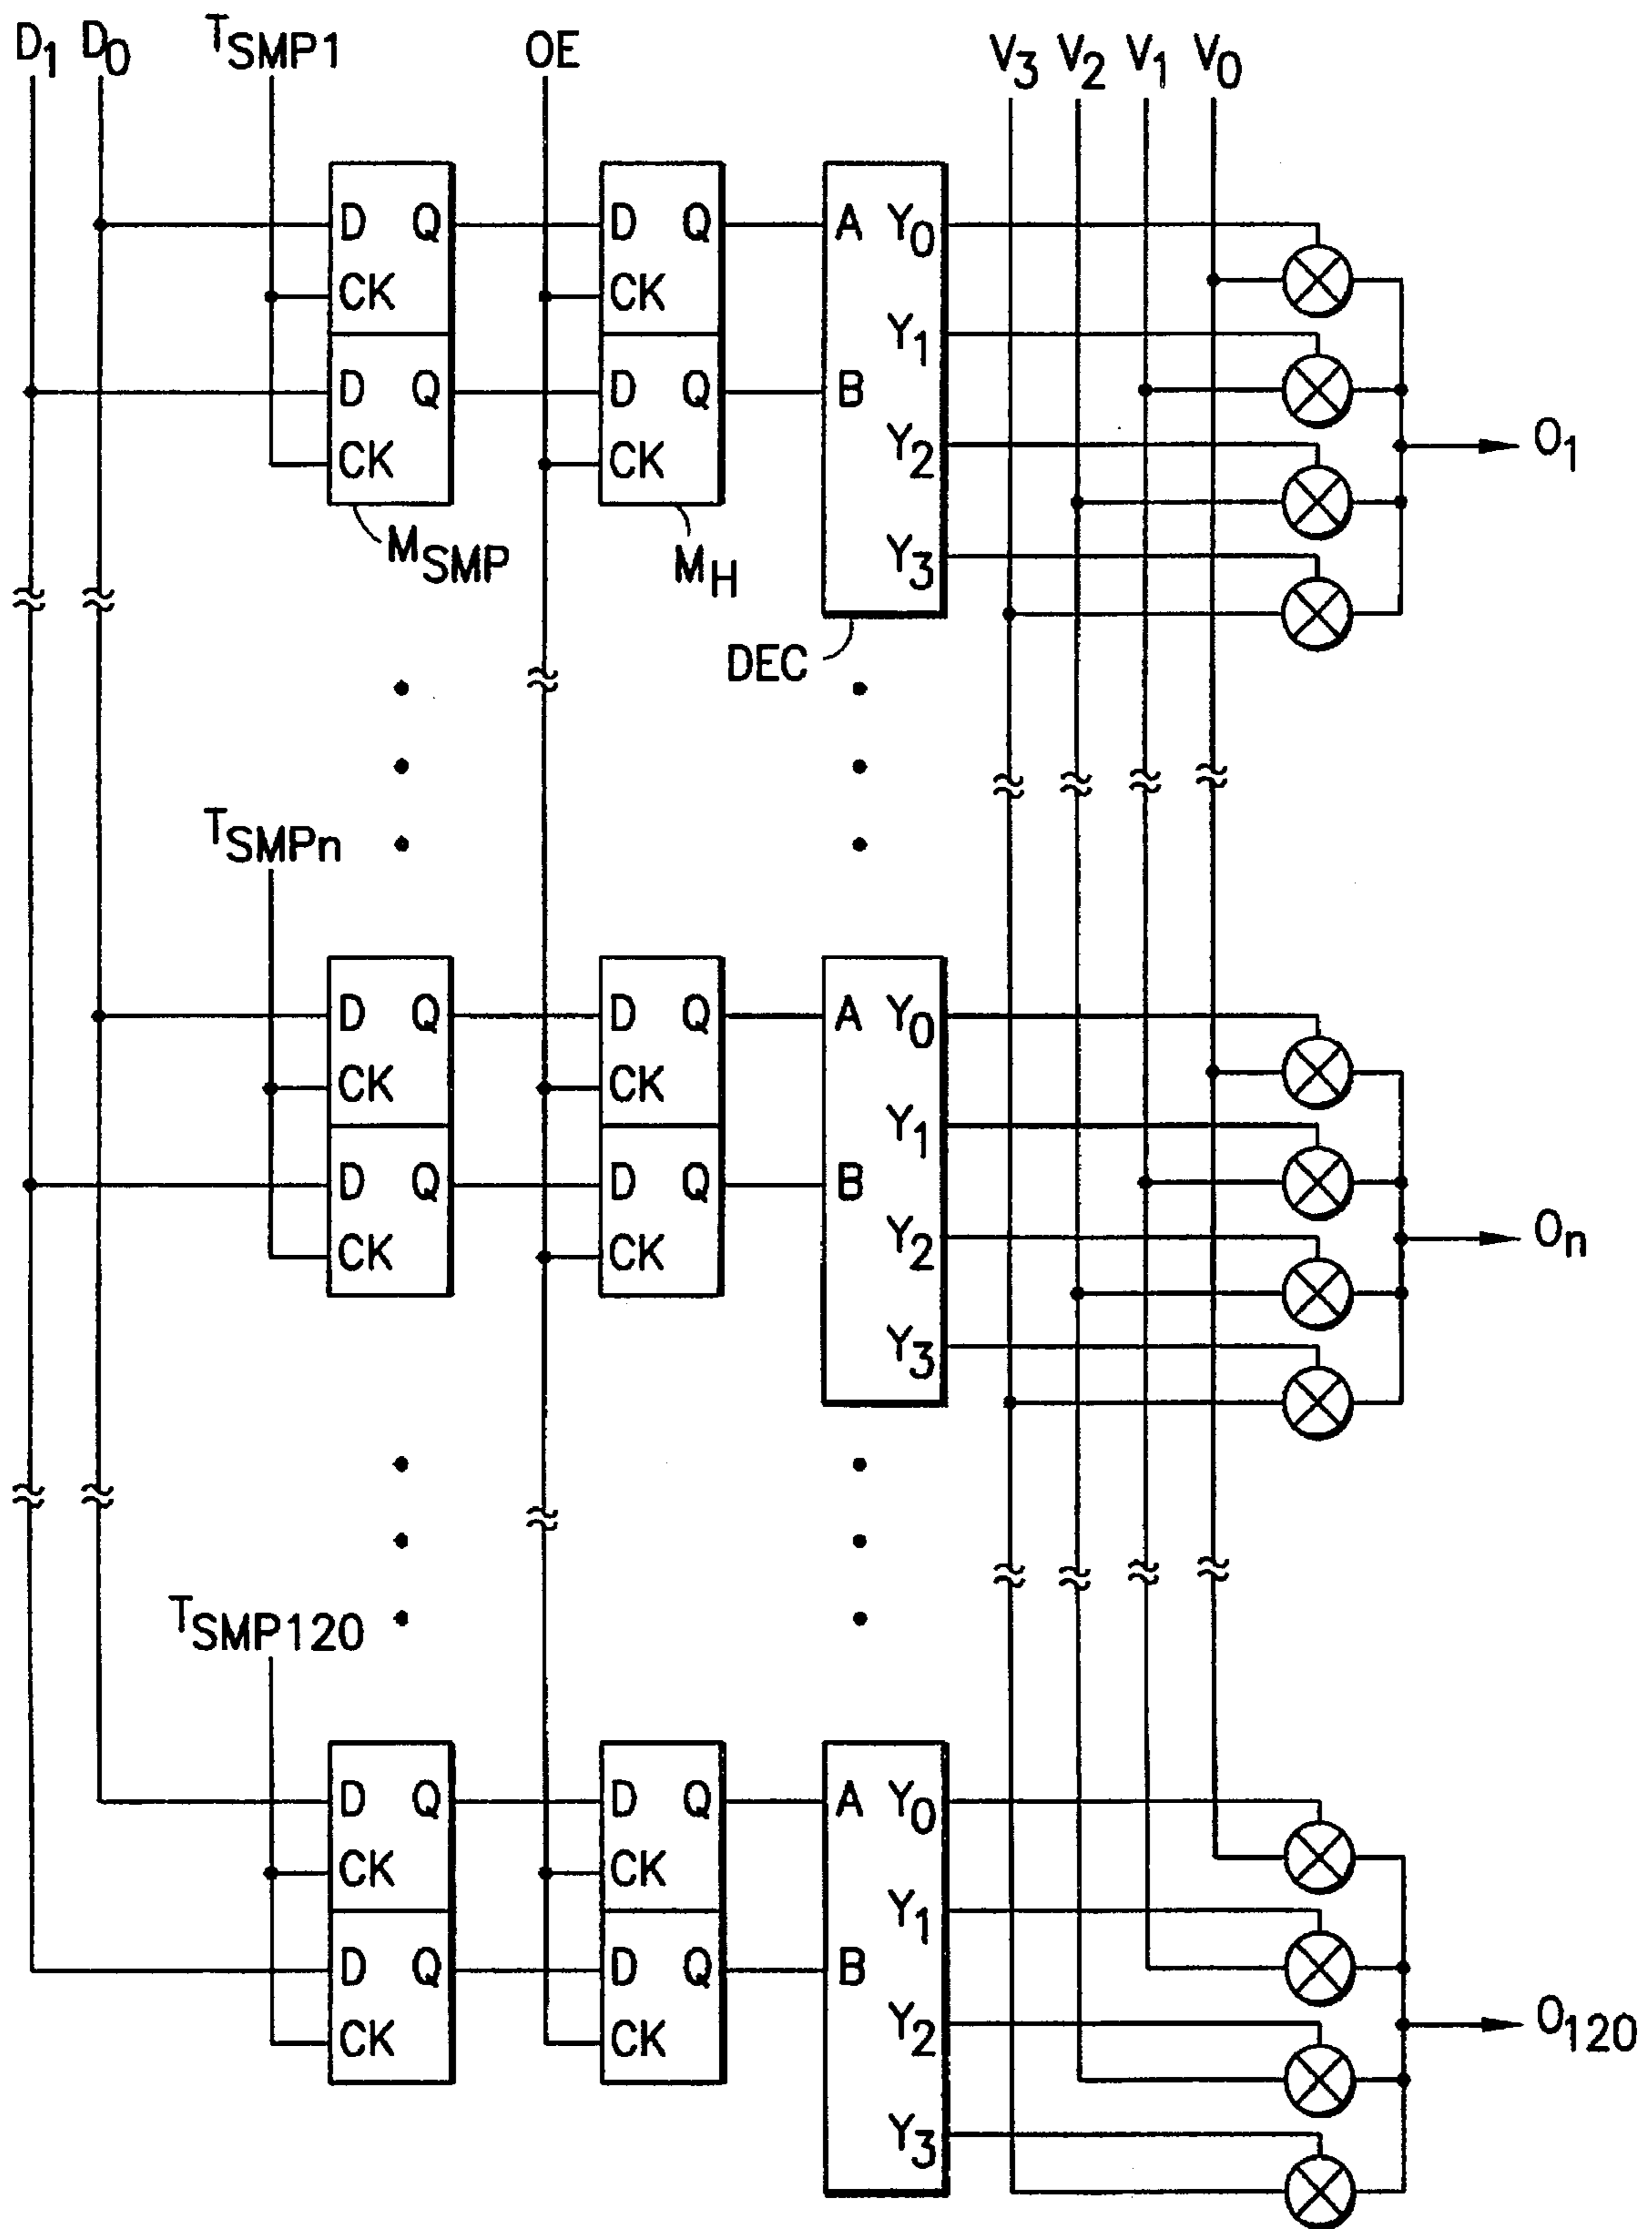 D1 D0 TSMP1 OE V3 V2 V1 V0
D Q D Q A Y0
CK CK
Y1
D Q D Q B
Y2 O1
CK CK
MSMP MH Y3
DEC
TSMPn
D Q D Q A Y0
CK CK
Y1
D Q D Q B
Y2 On
CK CK
Y3
TSMP120
D Q D Q A Y0
CK CK
Y1
D Q D Q B
Y2 O120
CK CK
Y3